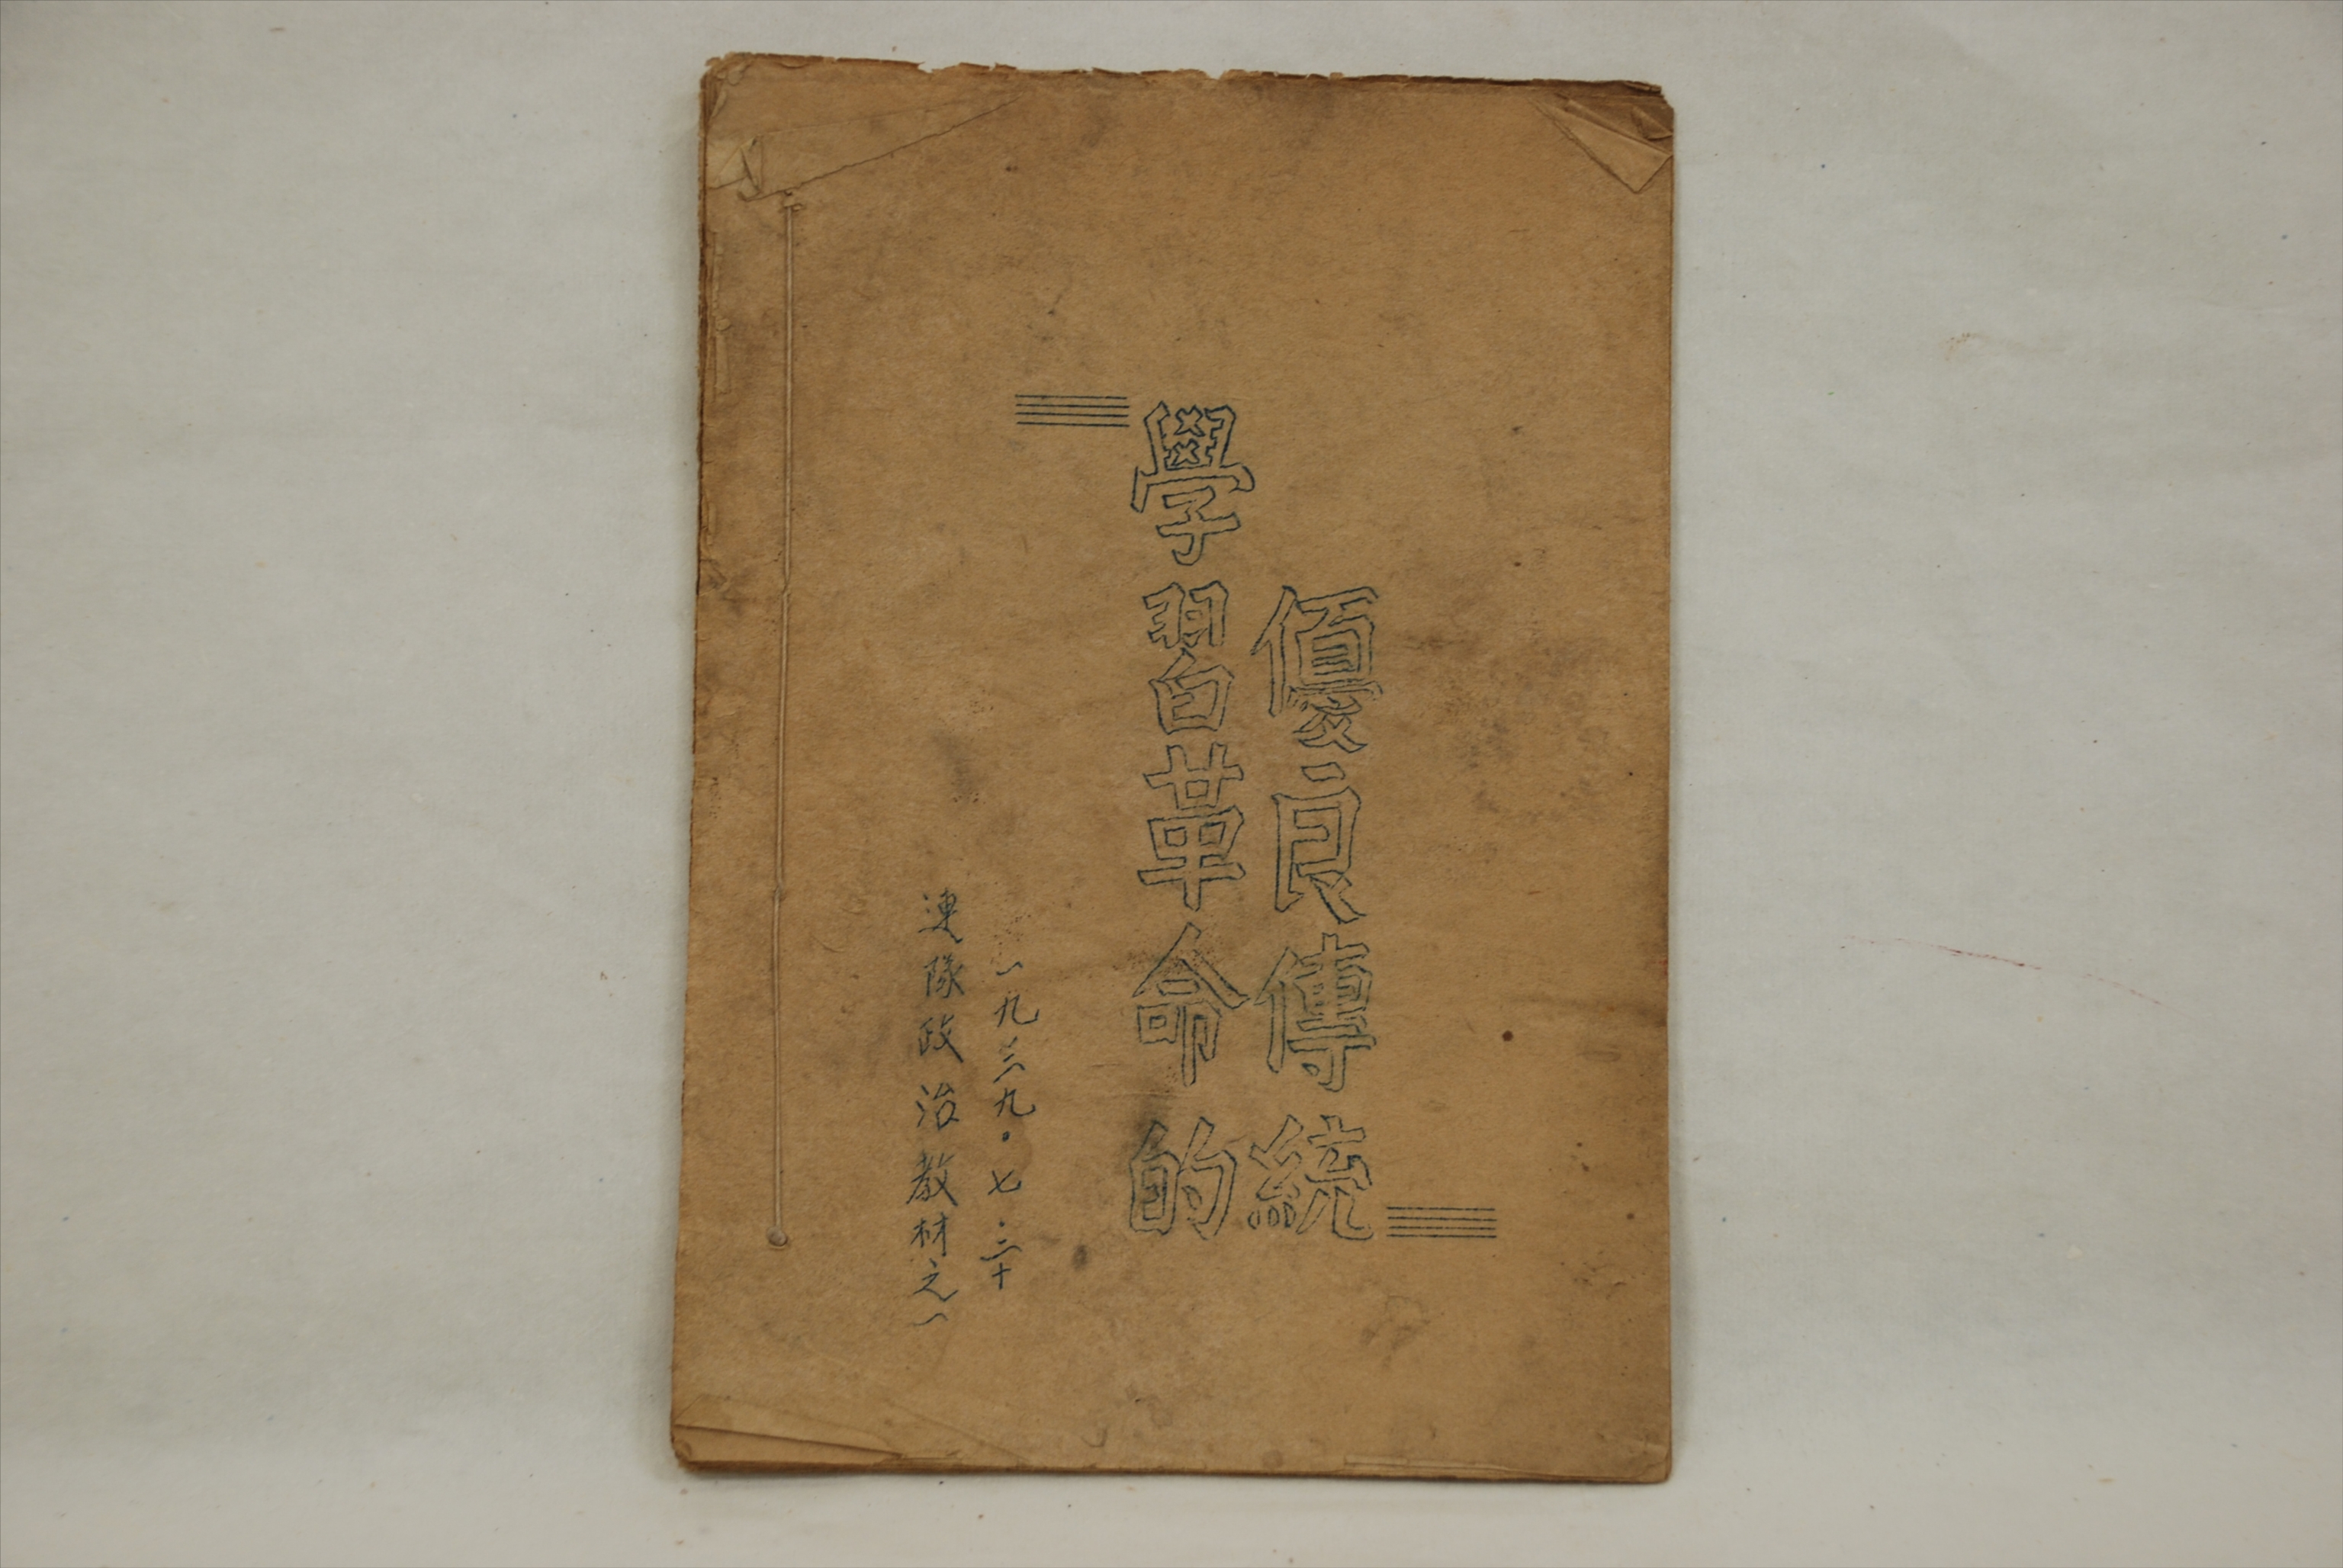 連隊政治教材之一
一九三九。七.二十
學習革命的
優良傳統